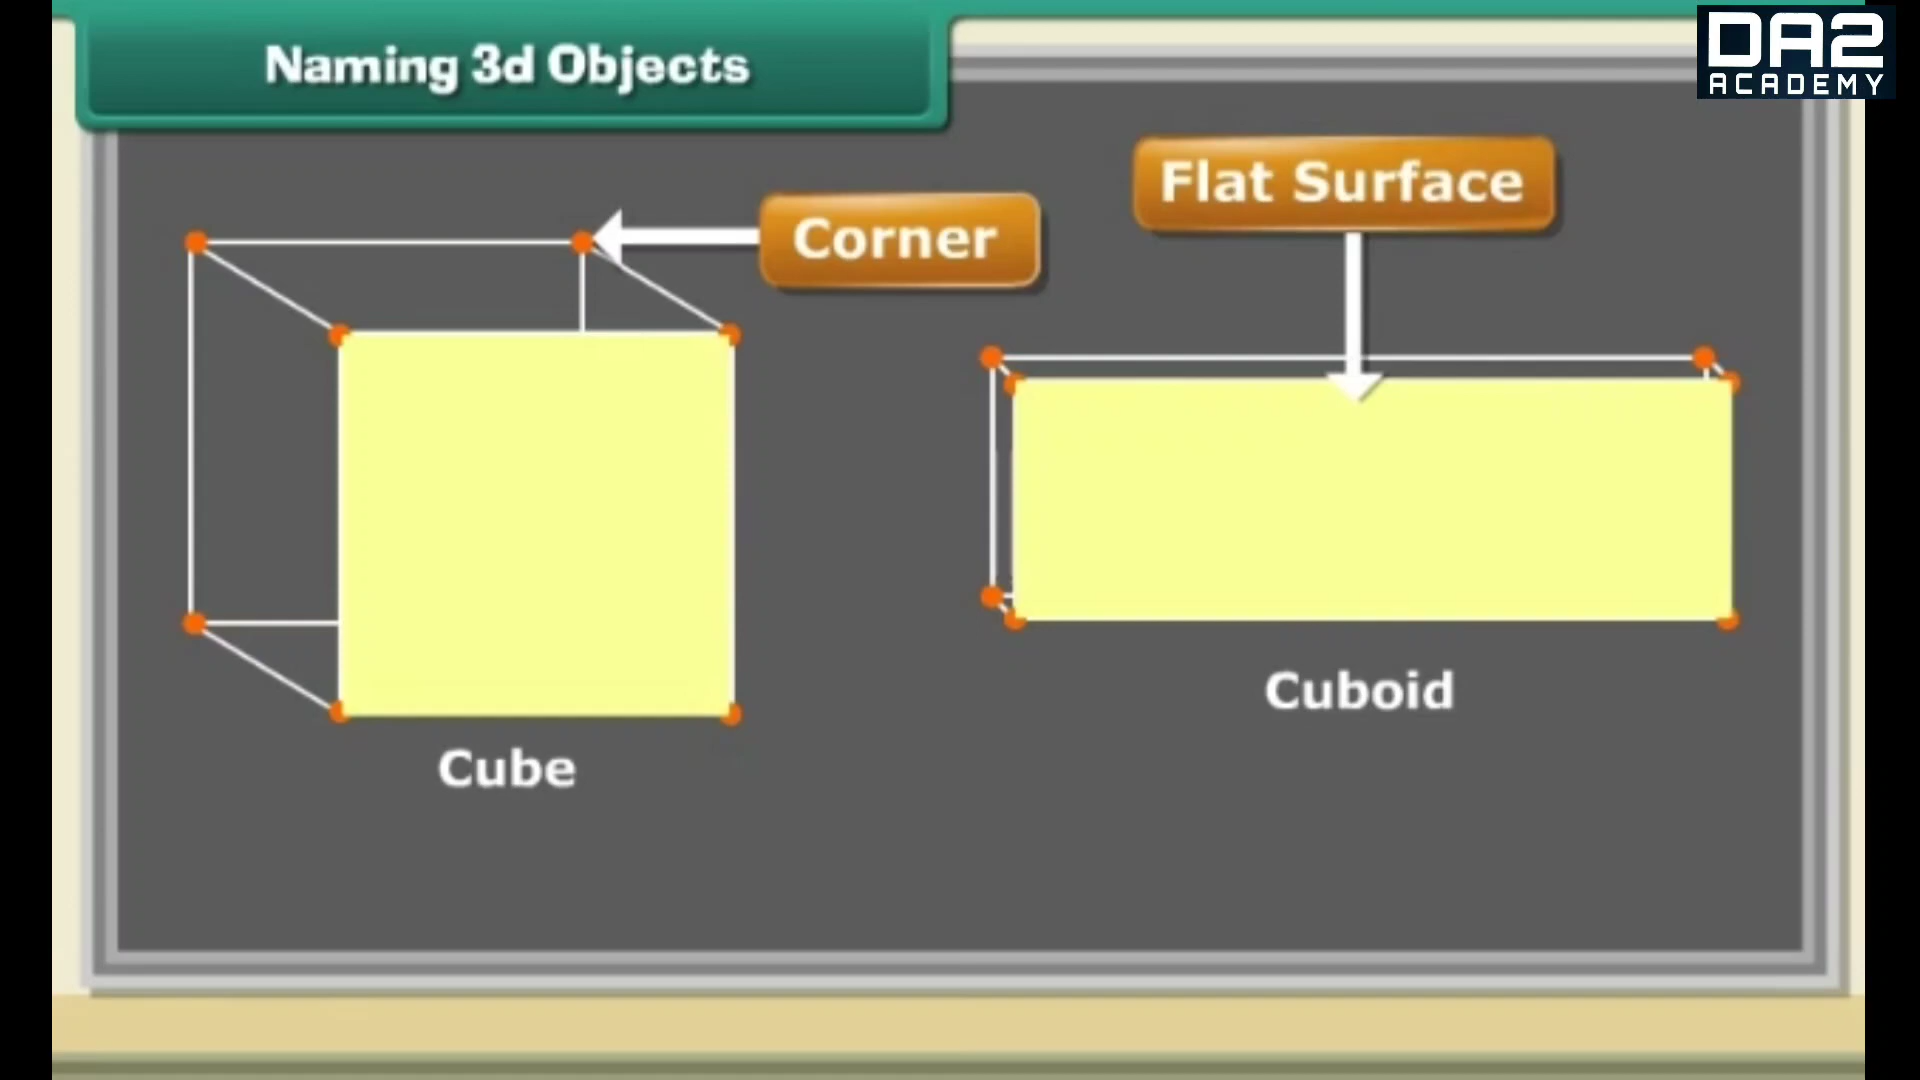 Naming 3d Objects
DA2
ACADEMY
Flat Surface
Corner
Cuboid
Cube